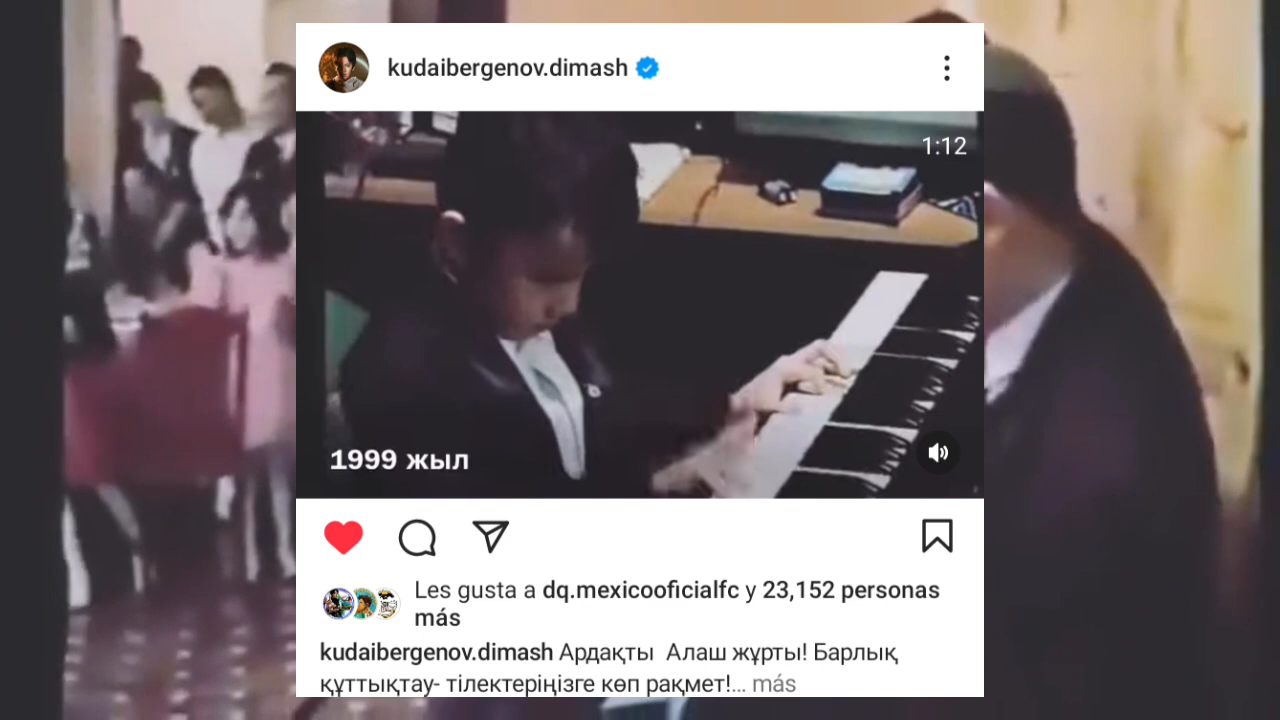 kudaibergenov.dimash
1:12
1999 жыл
Les gusta a dq.mexicooficialfc y 23,152 personas
más
kudaibergenov.dimash Ардақты Алаш жұрты! Барлық
құттықтау- тілектеріңізге көп рақмет!... más